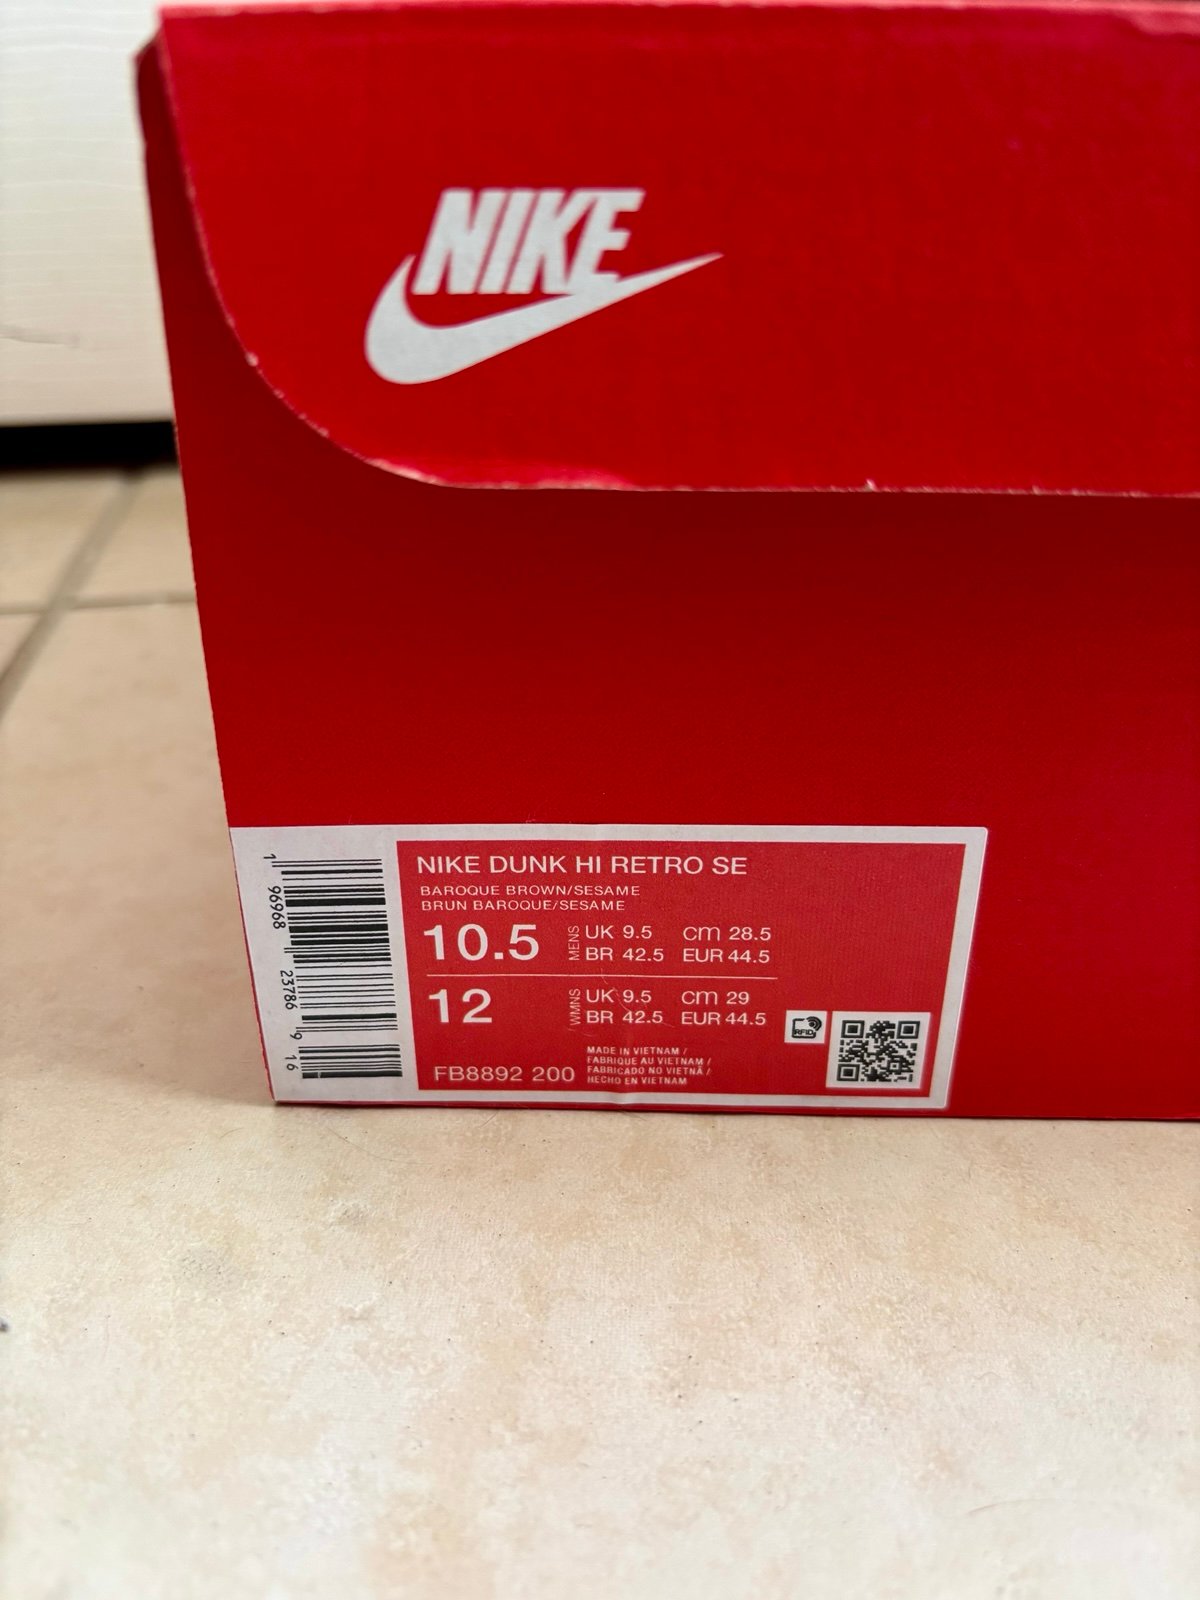 NIKE
NIKE DUNK HI RETRO SE
BAROQUE BROWN/SESAME
BRUN BAROQUE/SESAME
10.5
MENS
UK 9.5 cm 28.5
BR 42.5 EUR 44.5
12
WMNS
UK 9.5 cm 29
BR 42.5 EUR 44.5
FB8892 200
MADE IN VIETNAM /
FABRIQUE AU VIETNAM /
FABRICADO NO VIETNÃ /
HECHO EN VIETNAM
RFID
1 96968 23786 9 16